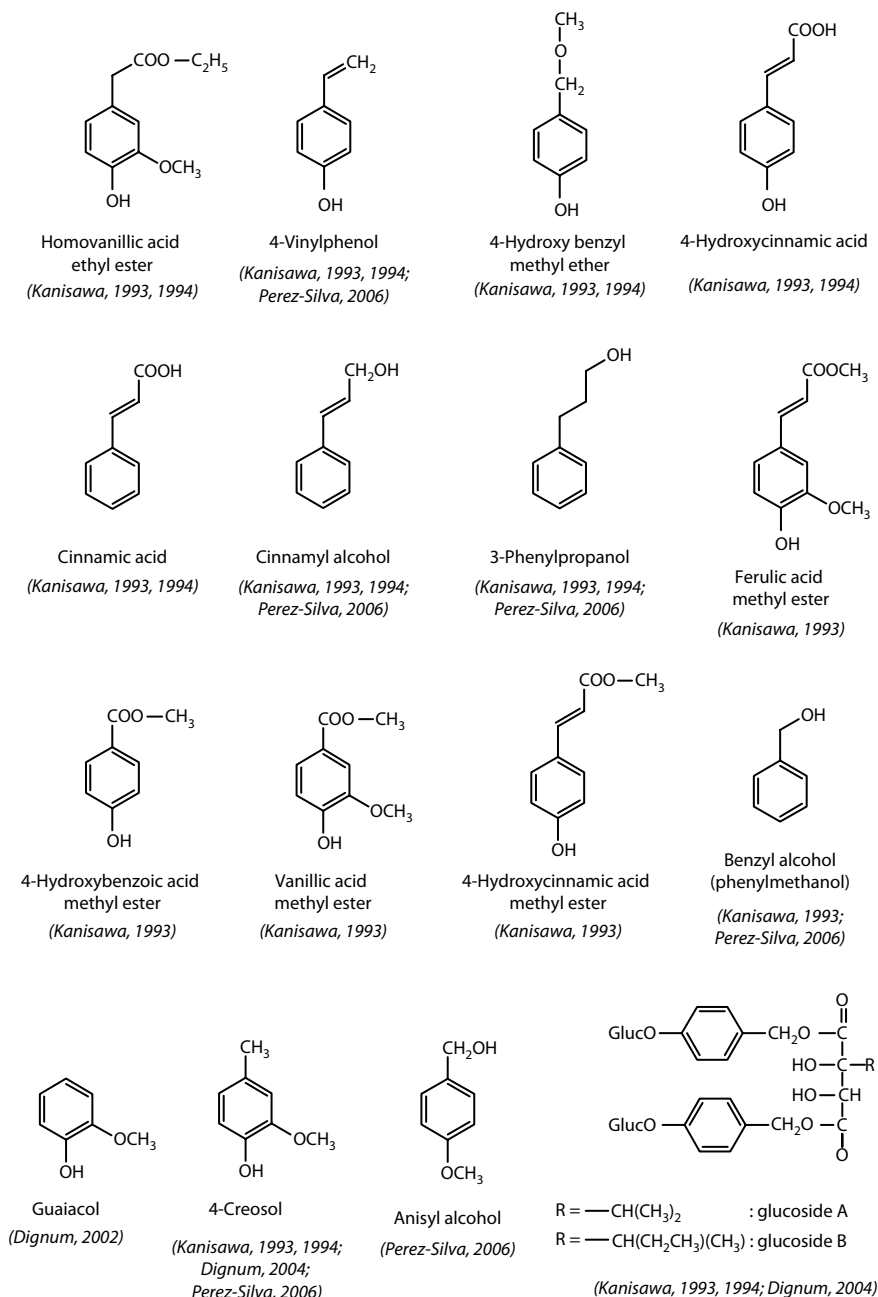 COO—C₂H₅
OCH₃
OH
Homovanillic acid
ethyl ester
(Kanisawa, 1993, 1994)
CH₂
OH
4-Vinylphenol
(Kanisawa, 1993, 1994;
Perez-Silva, 2006)
CH₃
O
CH₂
OH
4-Hydroxy benzyl
methyl ether
(Kanisawa, 1993, 1994)
COOH
OH
4-Hydroxycinnamic acid
(Kanisawa, 1993, 1994)
COOH
Cinnamic acid
(Kanisawa, 1993, 1994)
CH₂OH
Cinnamyl alcohol
(Kanisawa, 1993, 1994;
Perez-Silva, 2006)
OH
3-Phenylpropanol
(Kanisawa, 1993, 1994;
Perez-Silva, 2006)
COOCH₃
OCH₃
OH
Ferulic acid
methyl ester
(Kanisawa, 1993)
COO—CH₃
OH
4-Hydroxybenzoic acid
methyl ester
(Kanisawa, 1993)
COO—CH₃
OCH₃
OH
Vanillic acid
methyl ester
(Kanisawa, 1993)
COO—CH₃
OH
4-Hydroxycinnamic acid
methyl ester
(Kanisawa, 1993)
OH
Benzyl alcohol
(phenylmethanol)
(Kanisawa, 1993;
Perez-Silva, 2006)
OCH₃
OH
Guaiacol
(Dignum, 2002)
CH₃
OCH₃
OH
4-Creosol
(Kanisawa, 1993, 1994;
Dignum, 2004;
Perez-Silva, 2006)
CH₂OH
OCH₃
Anisyl alcohol
(Perez-Silva, 2006)
O
GlucO CH₂O—C
HO—C—R
HO—CH
GlucO CH₂O—C
O
R = —CH(CH₃)₂ : glucoside A
R = —CH(CH₂CH₃)(CH₃) : glucoside B
(Kanisawa, 1993, 1994; Dignum, 2004)